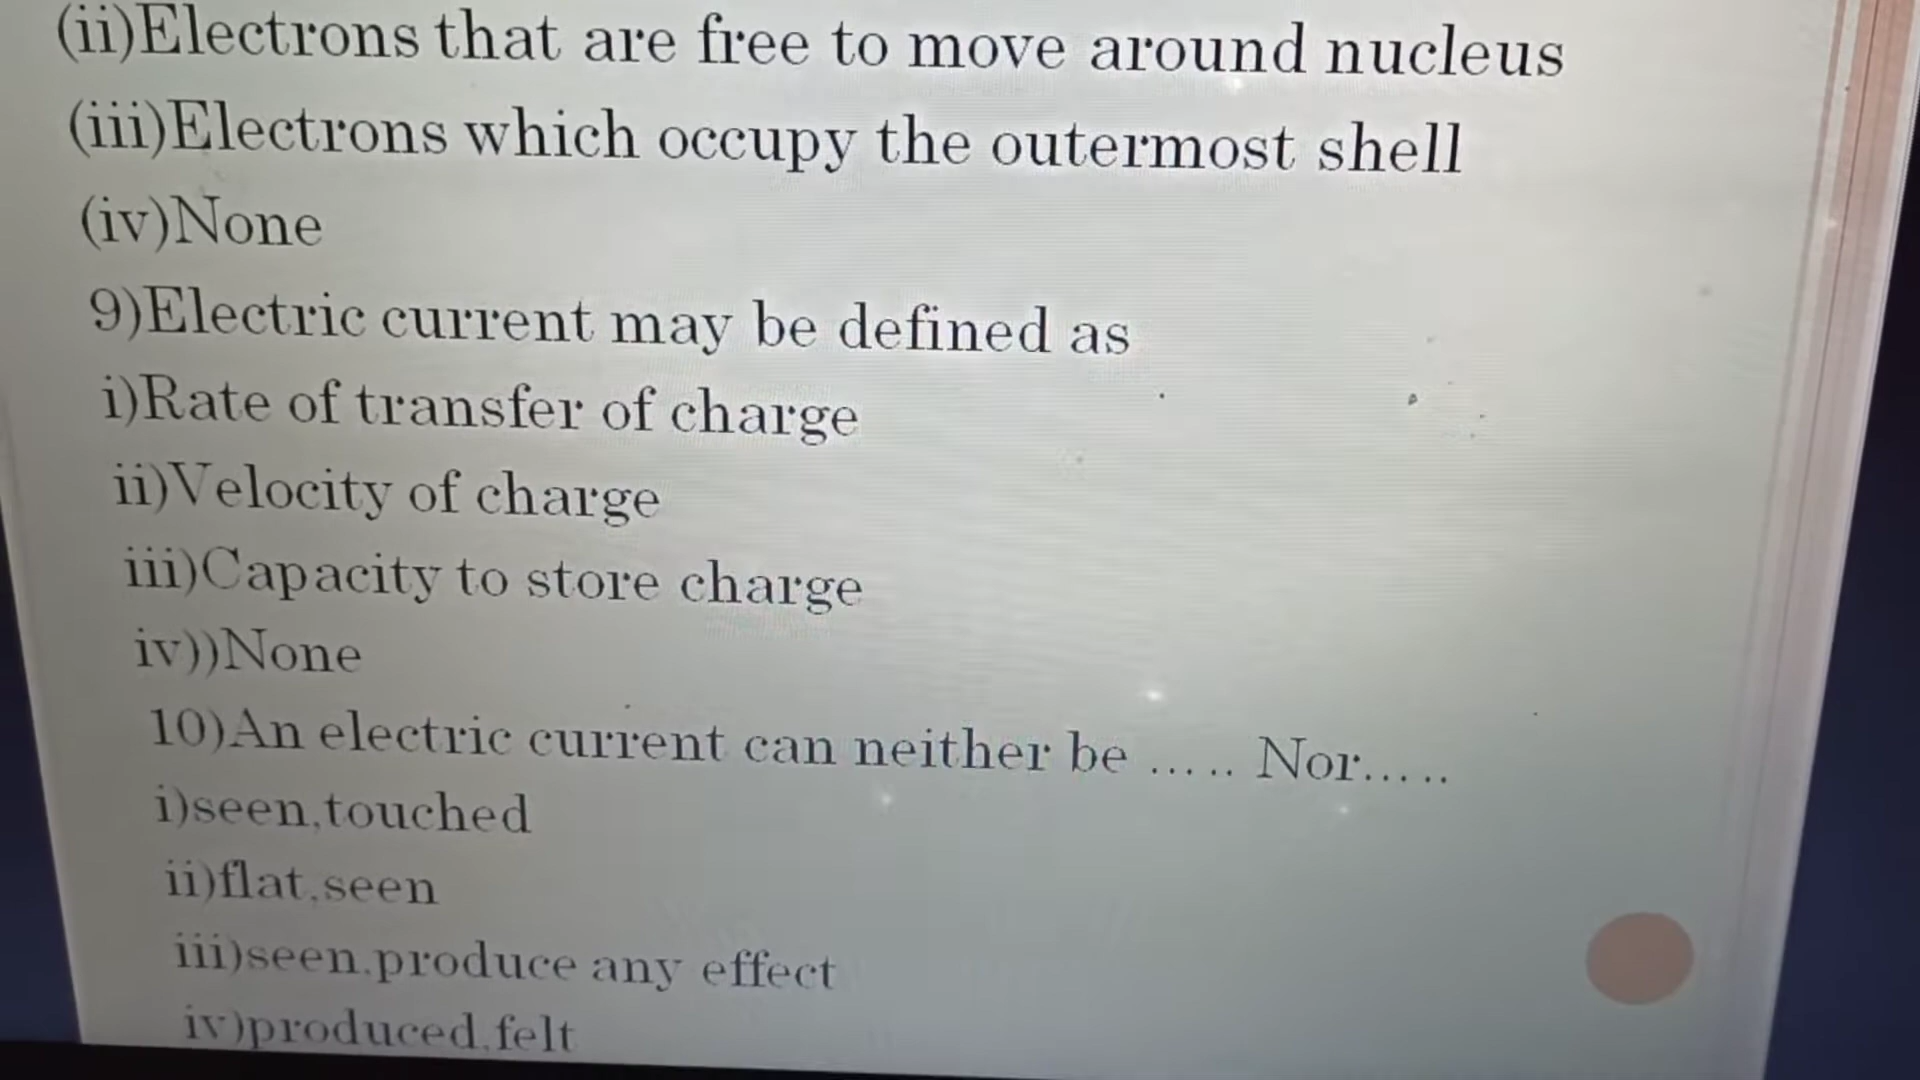 (ii)Electrons that are free to move around nucleus
(iii)Electrons which occupy the outermost shell
(iv)None
9)Electric current may be defined as
i)Rate of transfer of charge
ii)Velocity of charge
iii)Capacity to store charge
iv))None
10)An electric current can neither be ..... Nor.....
i)seen,touched
ii)flat,seen
iii)seen,produce any effect
iv)produced,felt